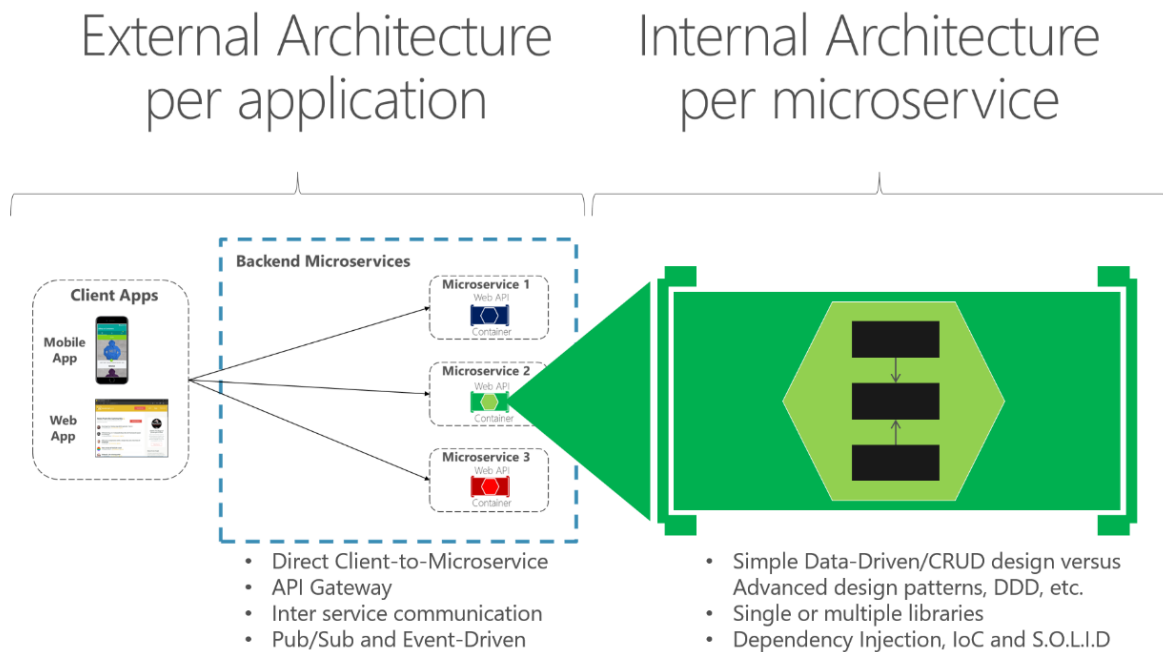 External Architecture
per application
Internal Architecture
per microservice
Backend Microservices
Client Apps
Mobile
App
Web
App
Microservice 1
Web API
Container
Microservice 2
Web API
Container
Microservice 3
Web API
Container
• Direct Client-to-Microservice
• API Gateway
• Inter service communication
• Pub/Sub and Event-Driven
• Simple Data-Driven/CRUD design versus
Advanced design patterns, DDD, etc.
• Single or multiple libraries
• Dependency Injection, IoC and S.O.L.I.D